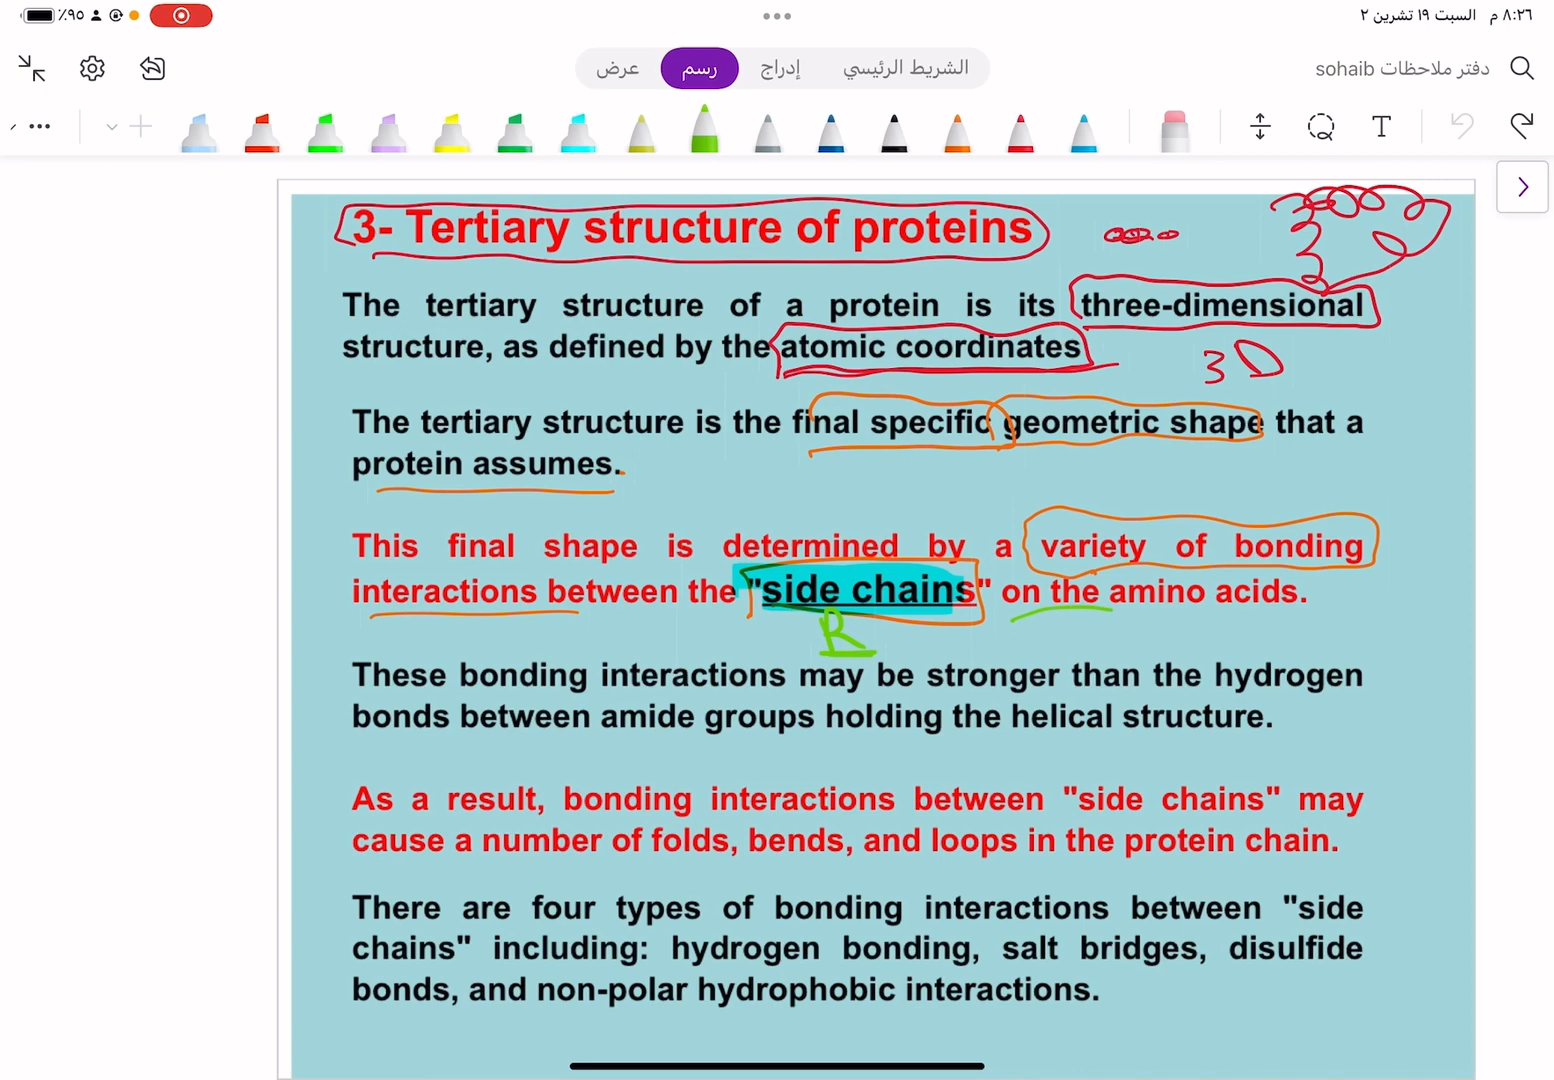 ٪٩٥
٨:٢٦ م السبت ١٩ تشرين ٢
عرض رسم إدراج الشريط الرئيسي
دفتر ملاحظات sohaib
T
3- Tertiary structure of proteins
The tertiary structure of a protein is its three-dimensional
structure, as defined by the atomic coordinates
3D
The tertiary structure is the final specific geometric shape that a
protein assumes.
This final shape is determined by a variety of bonding
interactions between the "side chains" on the amino acids.
R
These bonding interactions may be stronger than the hydrogen
bonds between amide groups holding the helical structure.
As a result, bonding interactions between "side chains" may
cause a number of folds, bends, and loops in the protein chain.
There are four types of bonding interactions between "side
chains" including: hydrogen bonding, salt bridges, disulfide
bonds, and non-polar hydrophobic interactions.